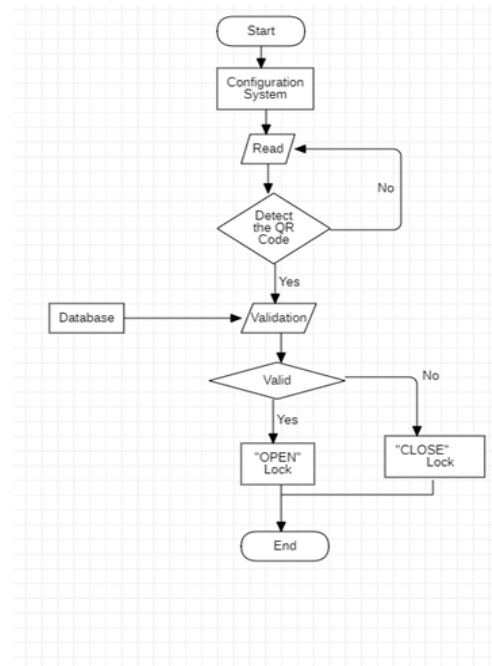 Start
Configuration
System
Read
No
Detect
the QR
Code
Yes
Database
Validation
Valid
No
Yes
"OPEN"
Lock
"CLOSE"
Lock
End